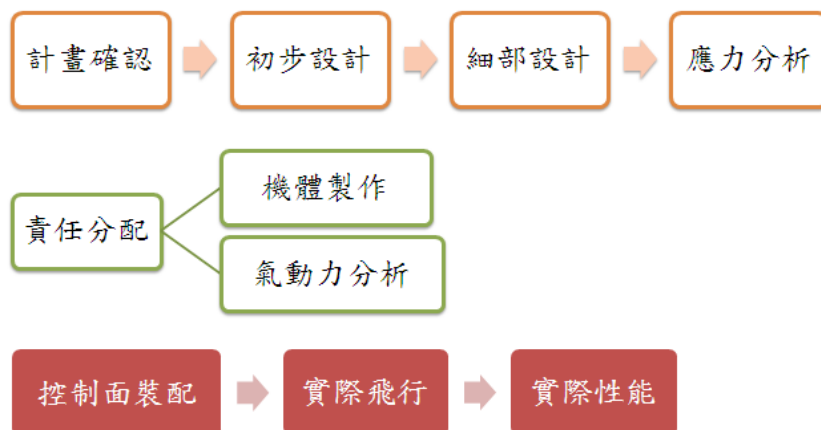 計畫確認
初步設計
細部設計
應力分析
責任分配
機體製作
氣動力分析
控制面裝配
實際飛行
實際性能